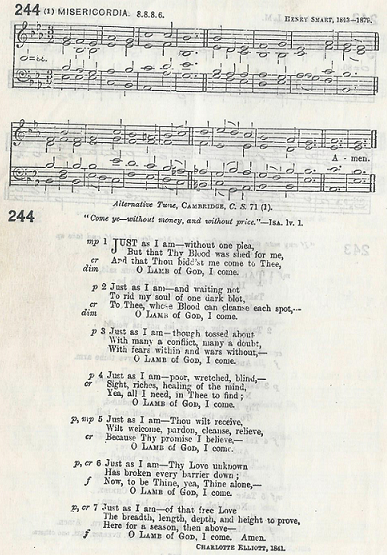 244 (1) MISERICORDIA. 8.8.8.6. HENRY SMART, 1843—1879.
A - men.
Alternative Tune, CAMBRIDGE, C. S. 71 (1).
244 "Come ye—without money, and without price."—ISA. lv. 1.
mp 1 JUST as I am—without one plea,
But that Thy Blood was shed for me,
cr And that Thou bidd'st me come to Thee,
dim O LAMB of GOD, I come.
p 2 Just as I am—and waiting not
To rid my soul of one dark blot,
cr To Thee, whose Blood can cleanse each spot,—
dim O LAMB of GOD, I come.
p 3 Just as I am—though tossed about
With many a conflict, many a doubt,
With fears within and wars without,—
O LAMB of GOD, I come.
p 4 Just as I am—poor, wretched, blind,—
cr Sight, riches, healing of the mind,
Yea, all I need, in Thee to find;
O LAMB of GOD, I come.
p, mp 5 Just as I am—Thou wilt receive,
Wilt welcome, pardon, cleanse, relieve,
cr Because Thy promise I believe,—
O LAMB of GOD, I come.
p, cr 6 Just as I am—Thy Love unknown
Has broken every barrier down;
f Now, to be Thine, yea, Thine alone,—
O LAMB of GOD, I come.
p, cr 7 Just as I am—of that free Love
The breadth, length, depth, and height to prove,
Here for a season, then above—
f O LAMB of GOD, I come. Amen.
CHARLOTTE ELLIOTT, 1841.